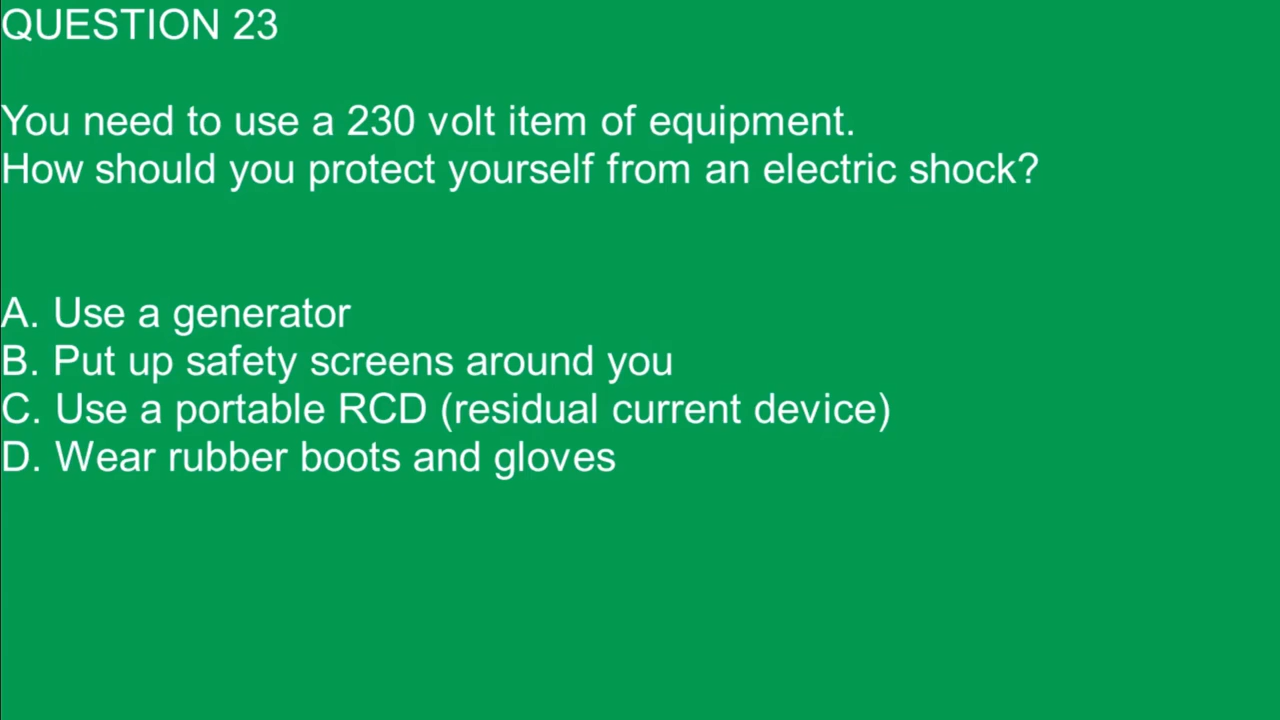 QUESTION 23
You need to use a 230 volt item of equipment.
How should you protect yourself from an electric shock?
A. Use a generator
B. Put up safety screens around you
C. Use a portable RCD (residual current device)
D. Wear rubber boots and gloves